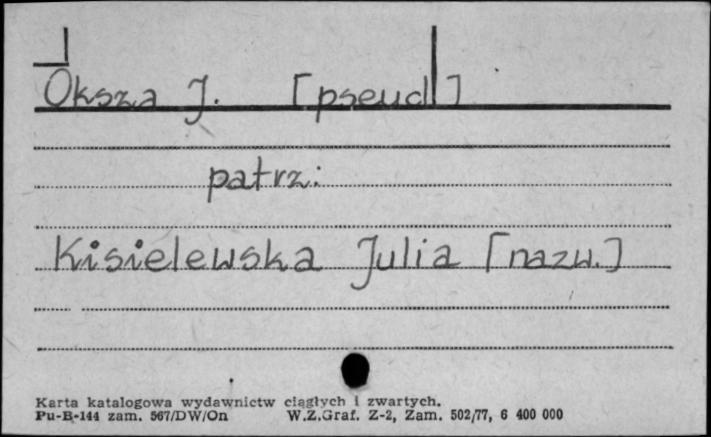 Oksza J. [pseud]
patrz:
Kisielewska Julia [nazw.]
Karta katalogowa wydawnictw ciągłych i zwartych.
Pu-B-144 zam. 567/DW/On W.Z.Graf. Z-2, Zam. 502/77, 6 400 000